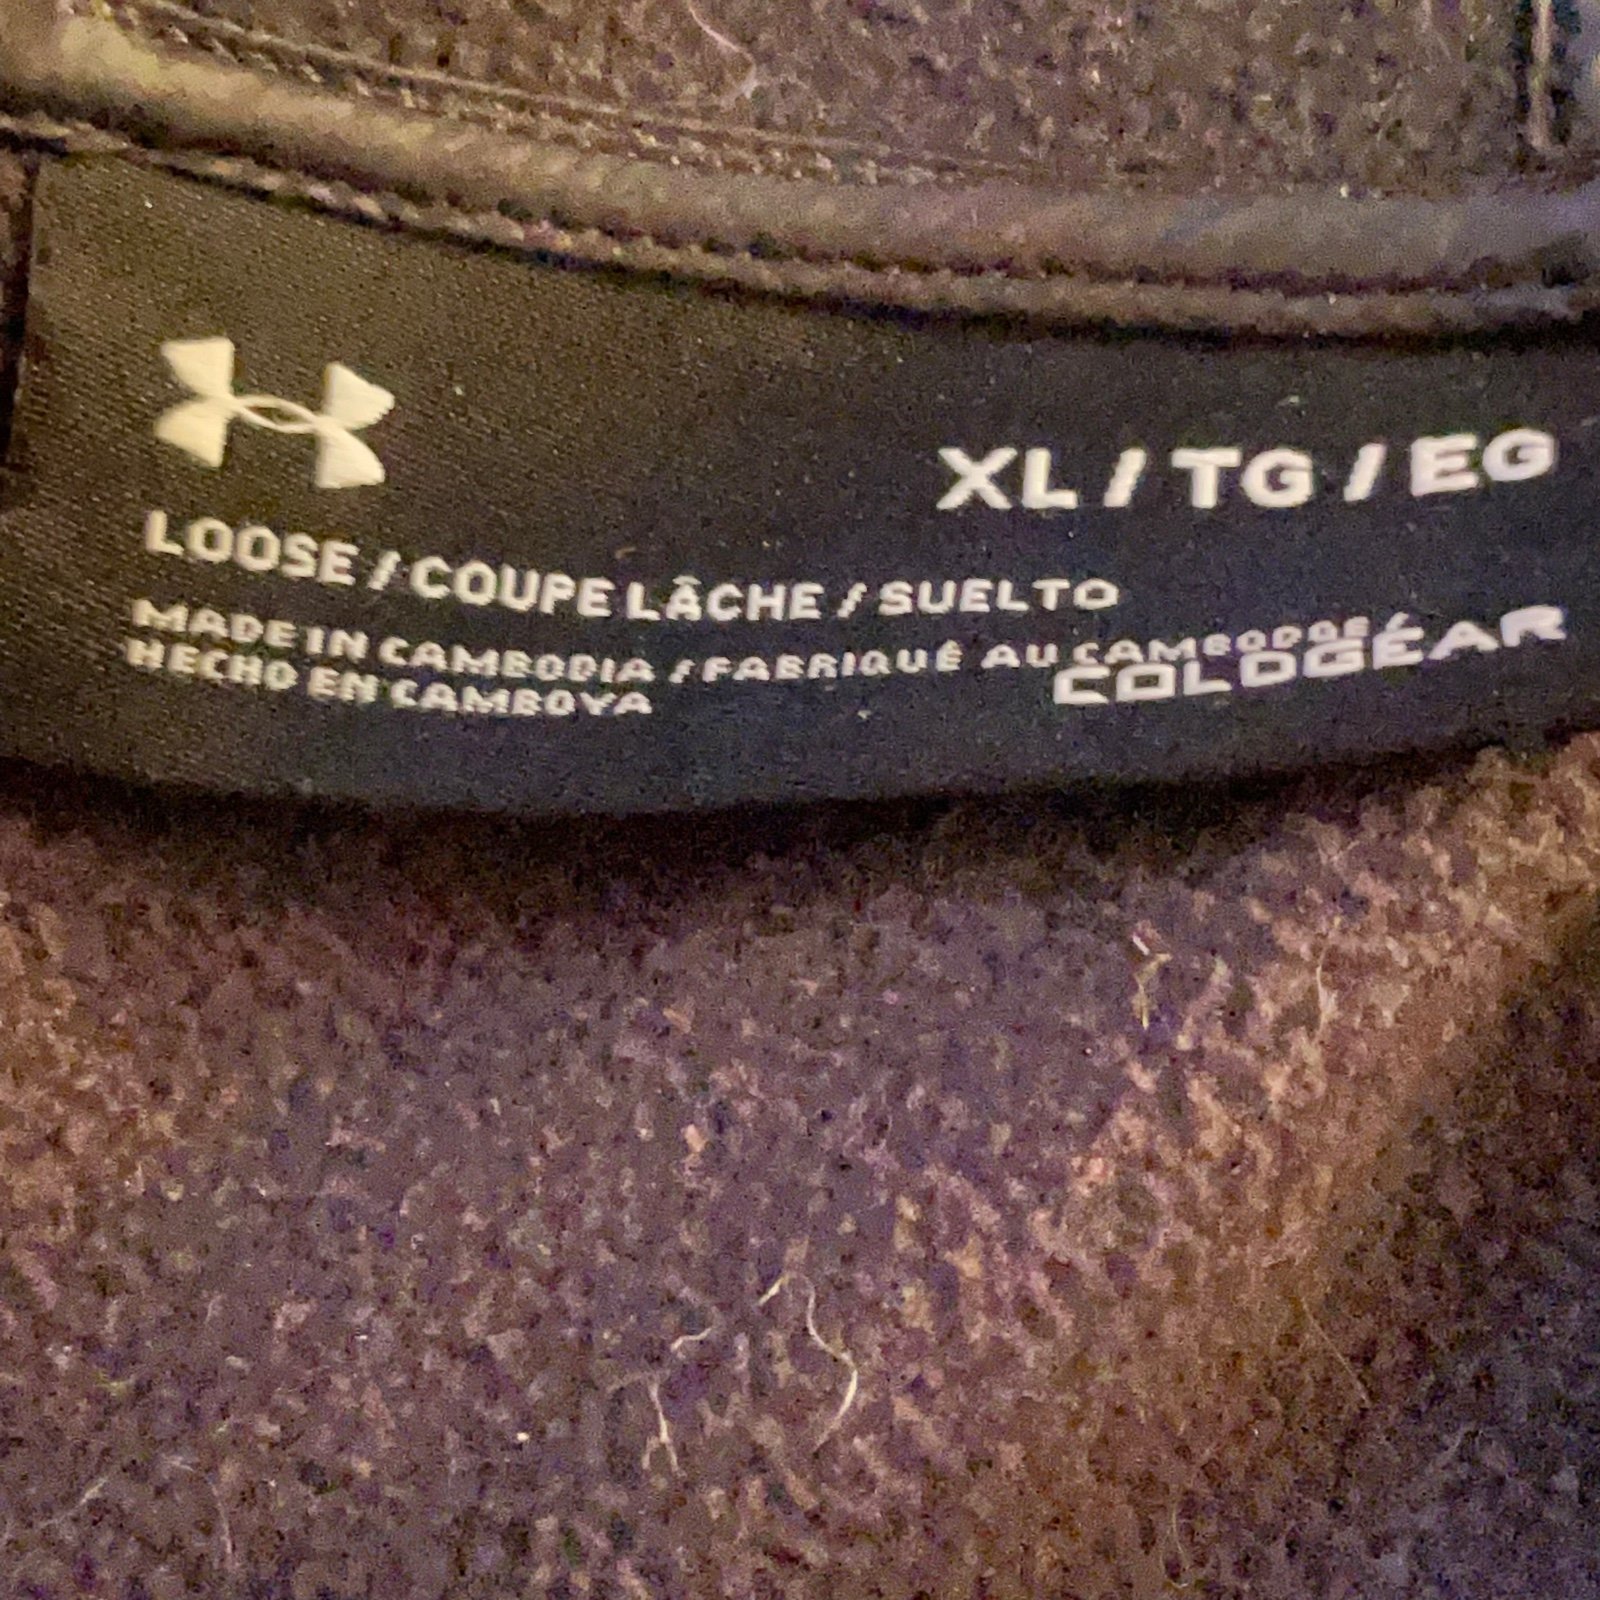 XL / TG / EG
LOOSE / COUPE LÂCHE / SUELTO
MADE IN CAMBODIA / FABRIQUÉ AU CAMBODGE /
HECHO EN CAMBOYA
COLDGEAR